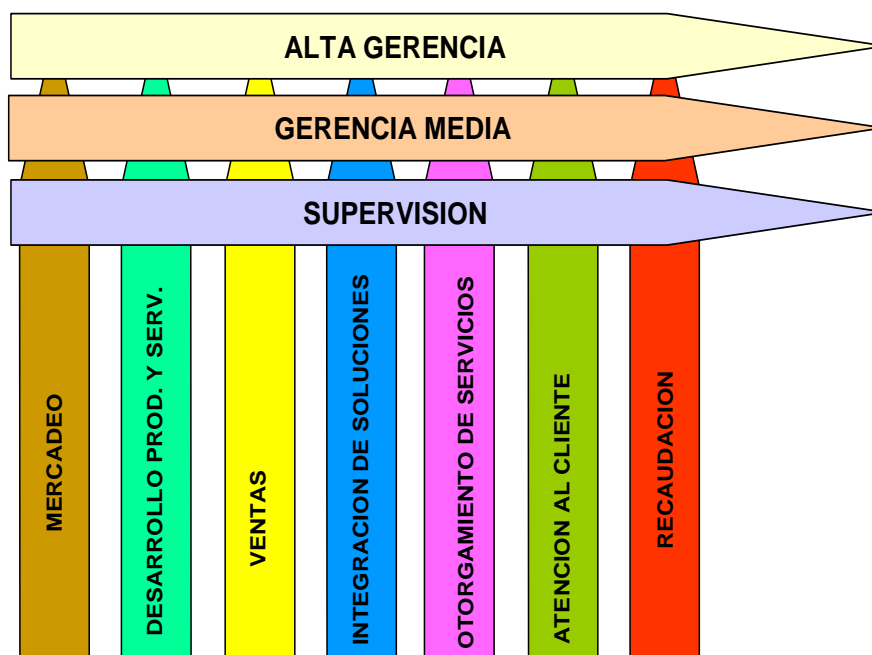 ALTA GERENCIA
GERENCIA MEDIA
SUPERVISION
MERCADEO
DESARROLLO PROD. Y SERV.
VENTAS
INTEGRACION DE SOLUCIONES
OTORGAMIENTO DE SERVICIOS
ATENCION AL CLIENTE
RECAUDACION